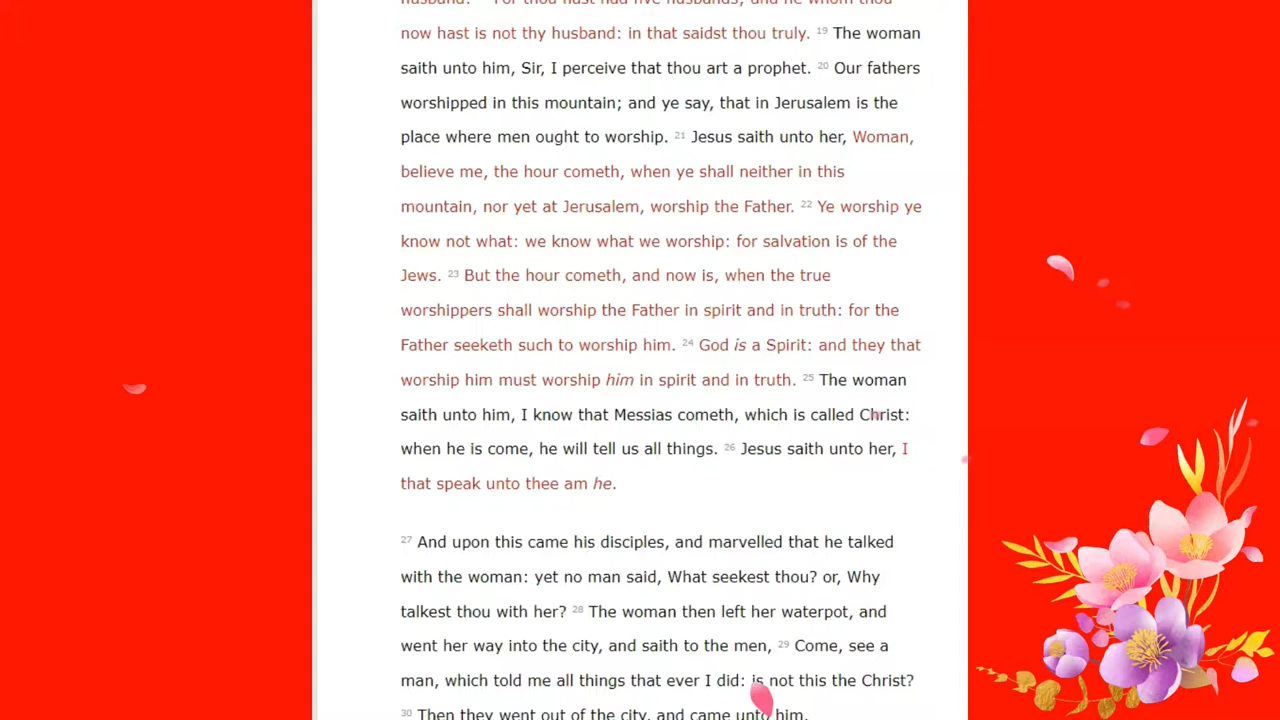 husband: For thou hast had five husbands; and he whom thou
now hast is not thy husband: in that saidst thou truly. 19 The woman
saith unto him, Sir, I perceive that thou art a prophet. 20 Our fathers
worshipped in this mountain; and ye say, that in Jerusalem is the
place where men ought to worship. 21 Jesus saith unto her, Woman,
believe me, the hour cometh, when ye shall neither in this
mountain, nor yet at Jerusalem, worship the Father. 22 Ye worship ye
know not what: we know what we worship: for salvation is of the
Jews. 23 But the hour cometh, and now is, when the true
worshippers shall worship the Father in spirit and in truth: for the
Father seeketh such to worship him. 24 God is a Spirit: and they that
worship him must worship him in spirit and in truth. 25 The woman
saith unto him, I know that Messias cometh, which is called Christ:
when he is come, he will tell us all things. 26 Jesus saith unto her, I
that speak unto thee am he.
27 And upon this came his disciples, and marvelled that he talked
with the woman: yet no man said, What seekest thou? or, Why
talkest thou with her? 28 The woman then left her waterpot, and
went her way into the city, and saith to the men, 29 Come, see a
man, which told me all things that ever I did: is not this the Christ?
30 Then they went out of the city, and came unto him.